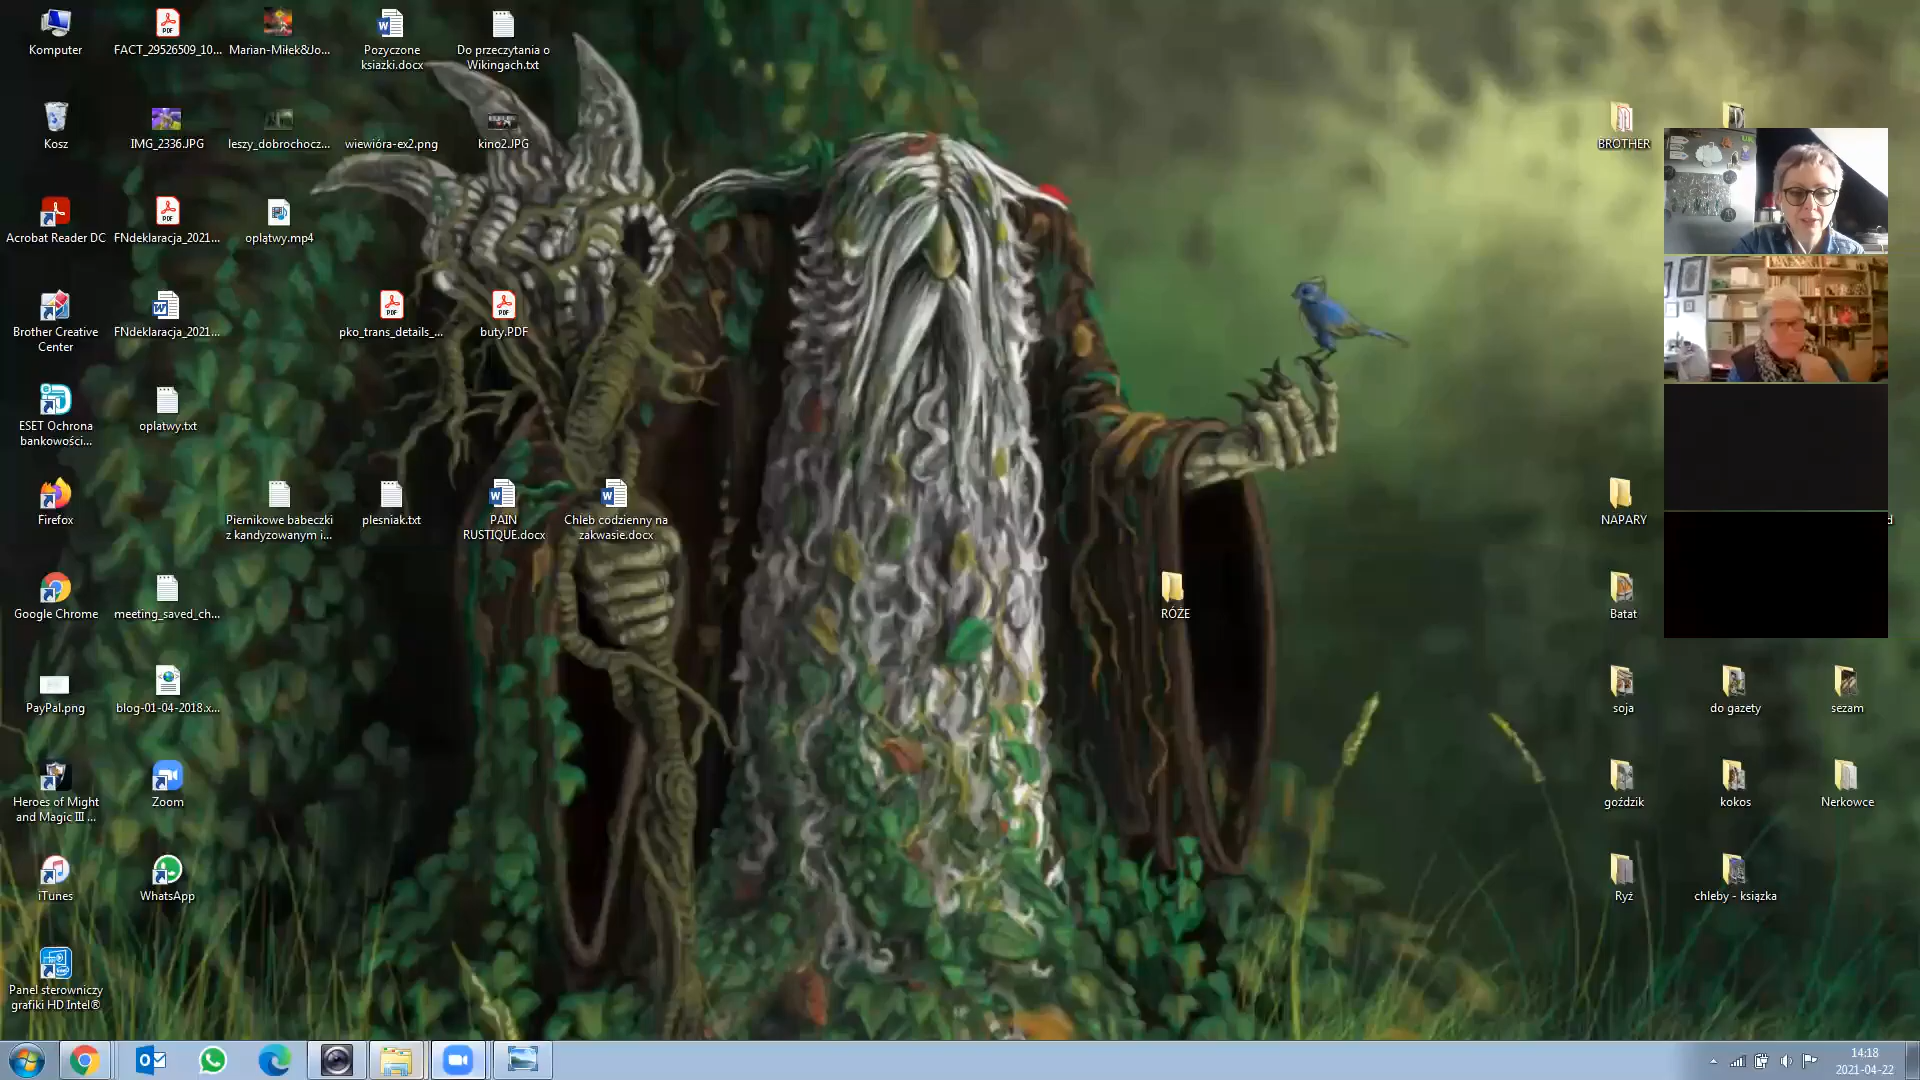 Komputer
FACT_29526509_10...
Marian-Miłek&Jo...
Pozyczone
ksiazki.docx
Do przeczytania o
Wikingach.txt
BROTHER
Kosz
IMG_2336.JPG
leszy_dobrochocz...
wiewióra-ex2.png
kino2.JPG
Acrobat Reader DC
FNdeklaracja_2021...
oplątwy.mp4
Brother Creative
Center
FNdeklaracja_2021...
pko_trans_details_...
buty.PDF
ESET Ochrona
bankowości...
oplatwy.txt
Firefox
Piernikowe babeczki
z kandyzowanym i...
plesniak.txt
PAIN
RUSTIQUE.docx
Chleb codzienny na
zakwasie.docx
NAPARY
d
Google Chrome
meeting_saved_ch...
RÓŻE
Batat
PayPal.png
blog-01-04-2018.x...
soja
do gazety
sezam
Heroes of Might
and Magic III ...
Zoom
goździk
kokos
Nerkowce
iTunes
WhatsApp
Ryż
chleby - książka
Panel sterowniczy
grafiki HD Intel®
14:18
2021-04-22